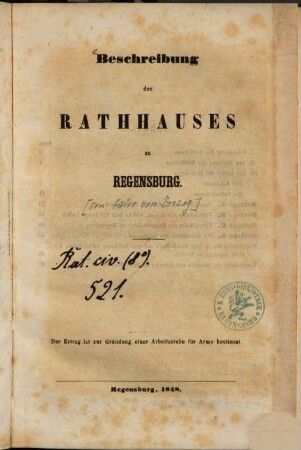 Beschreibung
des
RATHHAUSES
zu
REGENSBURG.
Rat. civ. (8°.)
521.
Der Ertrag ist zur Gründung einer Arbeitsstube für Arme bestimmt.
Regensburg, 1848.